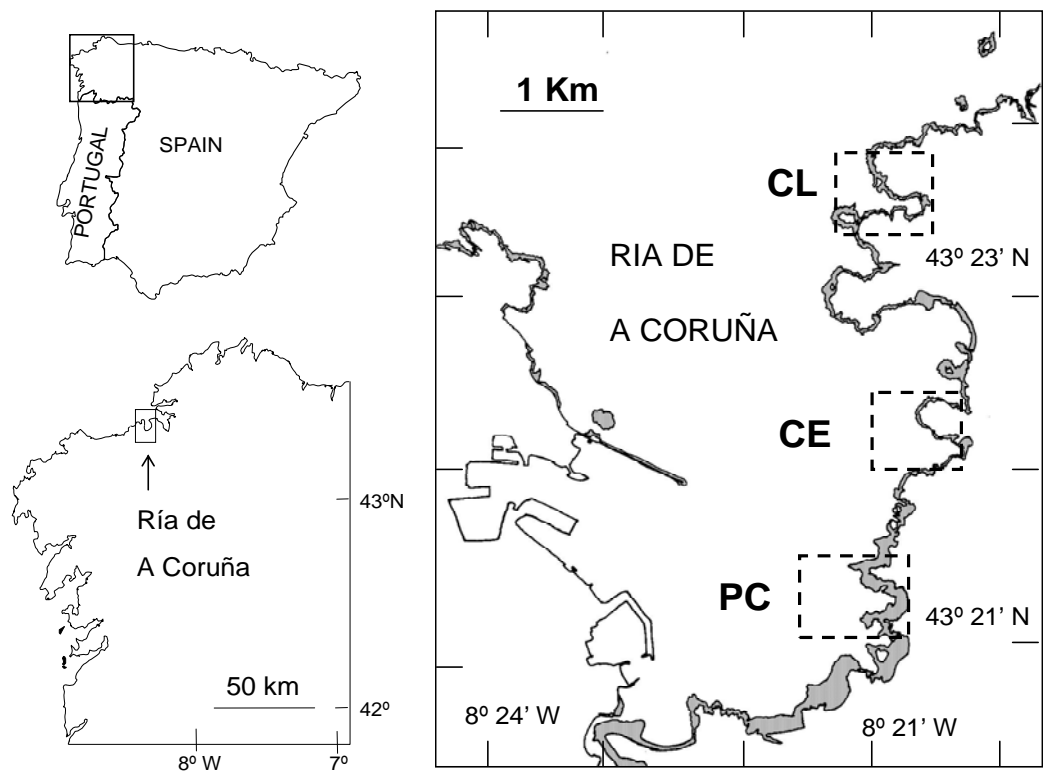 PORTUGAL
SPAIN
Ría de
A Coruña
43ºN
50 km
42º
8º W
7º
1 Km
CL
RIA DE
A CORUÑA
43º 23’ N
CE
PC
43º 21’ N
8º 24’ W
8º 21’ W